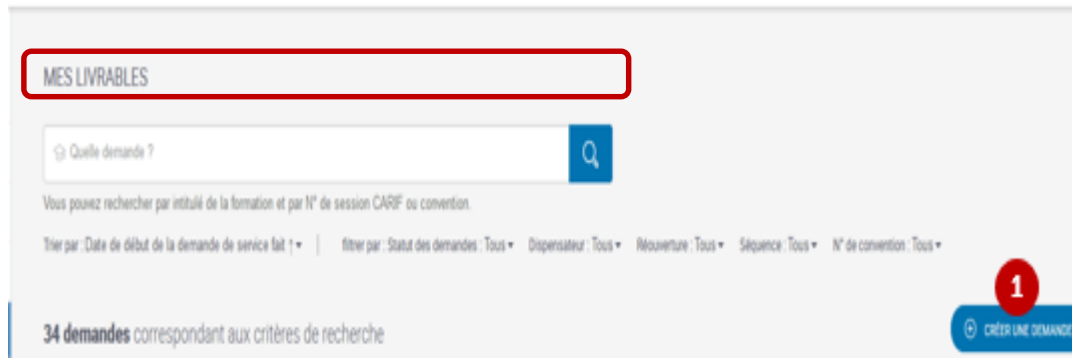 MES LIVRABLES
Quelle demande ?
Vous pouvez rechercher par intitulé de la formation et par N° de session CARIF ou convention.
Trier par : Date de début de la demande de service fait ↑▾ | filtrer par : Statut des demandes : Tous ▾ Dispensateur : Tous ▾ Réouverture : Tous ▾ Séquence : Tous ▾ N° de convention : Tous ▾
1
34 demandes correspondant aux critères de recherche
CRÉER UNE DEMANDE